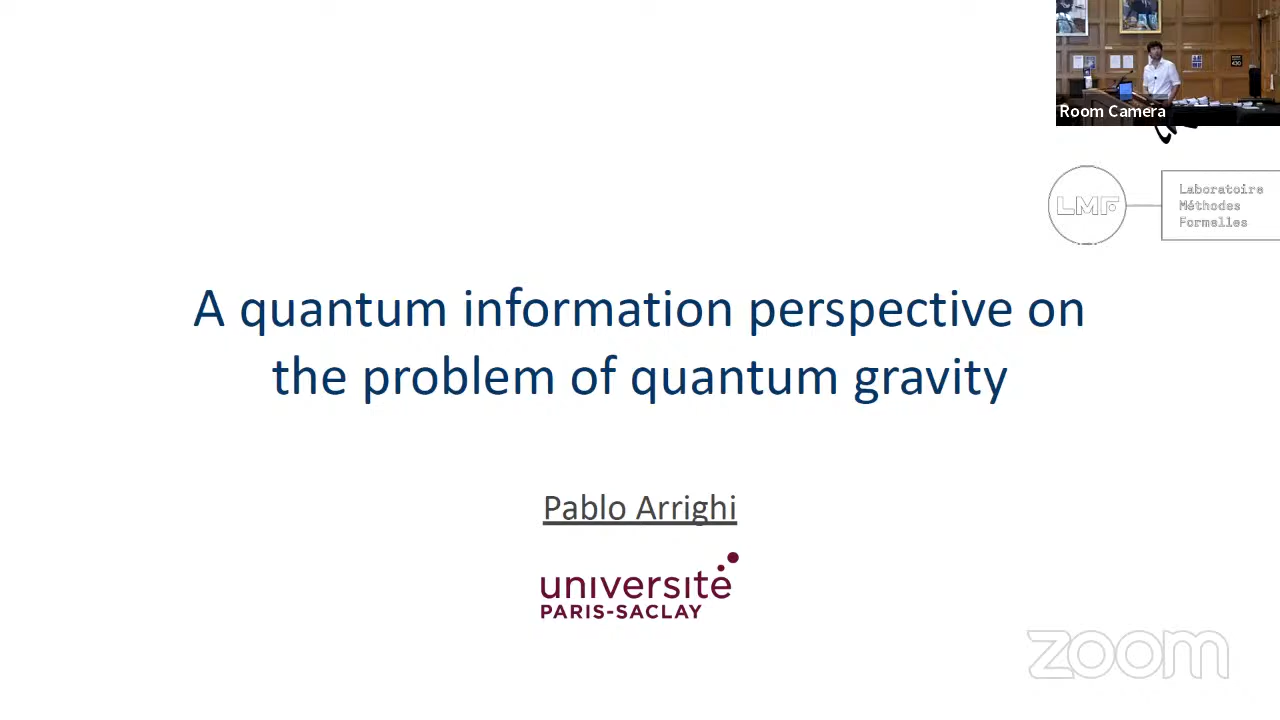 Room Camera
LMF
Laboratoire
Méthodes
Formelles
A quantum information perspective on
the problem of quantum gravity
Pablo Arrighi
université
PARIS-SACLAY
zoom